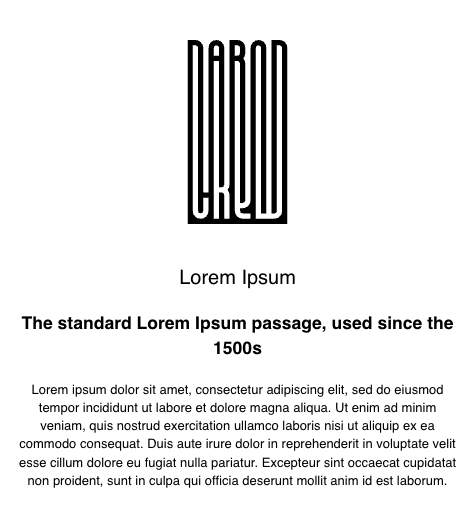 DAROD
CREW
Lorem Ipsum
The standard Lorem Ipsum passage, used since the
1500s
Lorem ipsum dolor sit amet, consectetur adipiscing elit, sed do eiusmod
tempor incididunt ut labore et dolore magna aliqua. Ut enim ad minim
veniam, quis nostrud exercitation ullamco laboris nisi ut aliquip ex ea
commodo consequat. Duis aute irure dolor in reprehenderit in voluptate velit
esse cillum dolore eu fugiat nulla pariatur. Excepteur sint occaecat cupidatat
non proident, sunt in culpa qui officia deserunt mollit anim id est laborum.